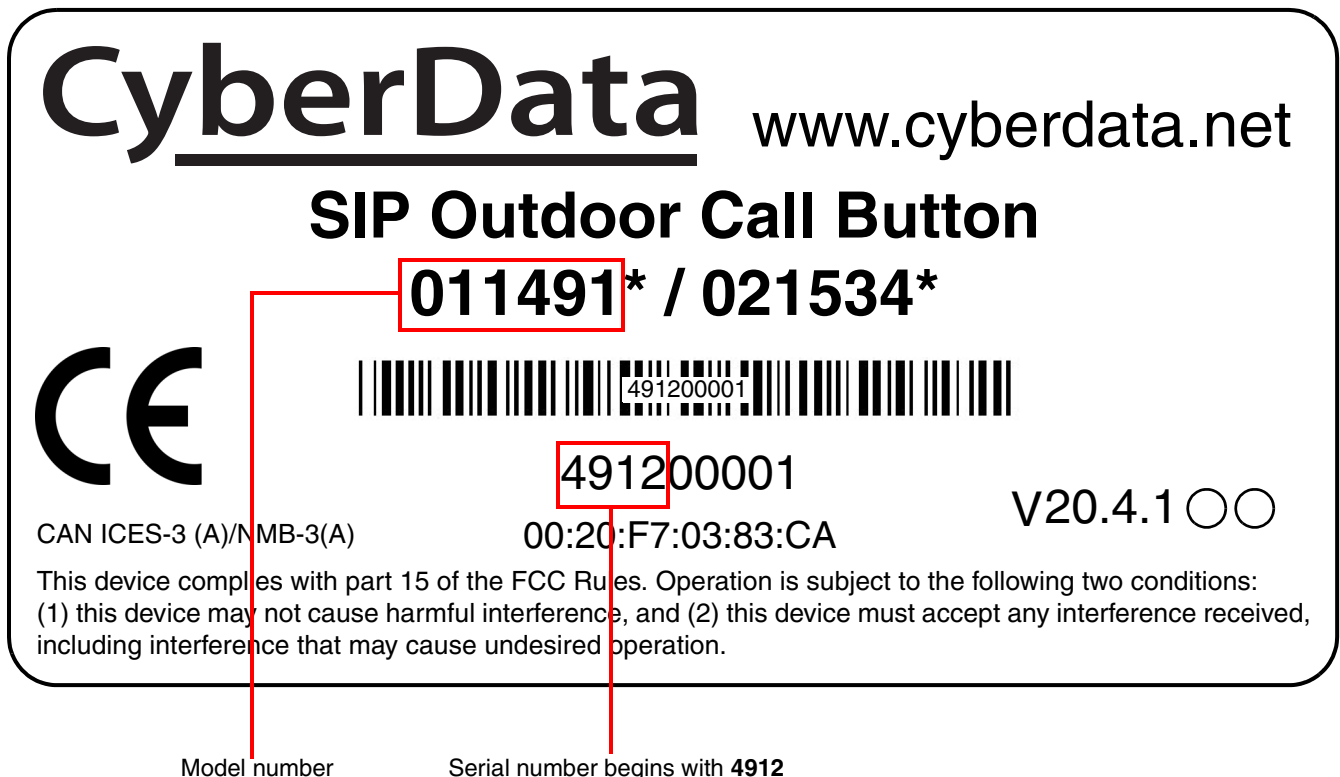 CyberData www.cyberdata.net
SIP Outdoor Call Button
011491* / 021534*
491200001
491200001
V20.4.1
CAN ICES-3 (A)/NMB-3(A) 00:20:F7:03:83:CA
This device complies with part 15 of the FCC Rules. Operation is subject to the following two conditions:
(1) this device may not cause harmful interference, and (2) this device must accept any interference received,
including interference that may cause undesired operation.
Model number Serial number begins with 4912